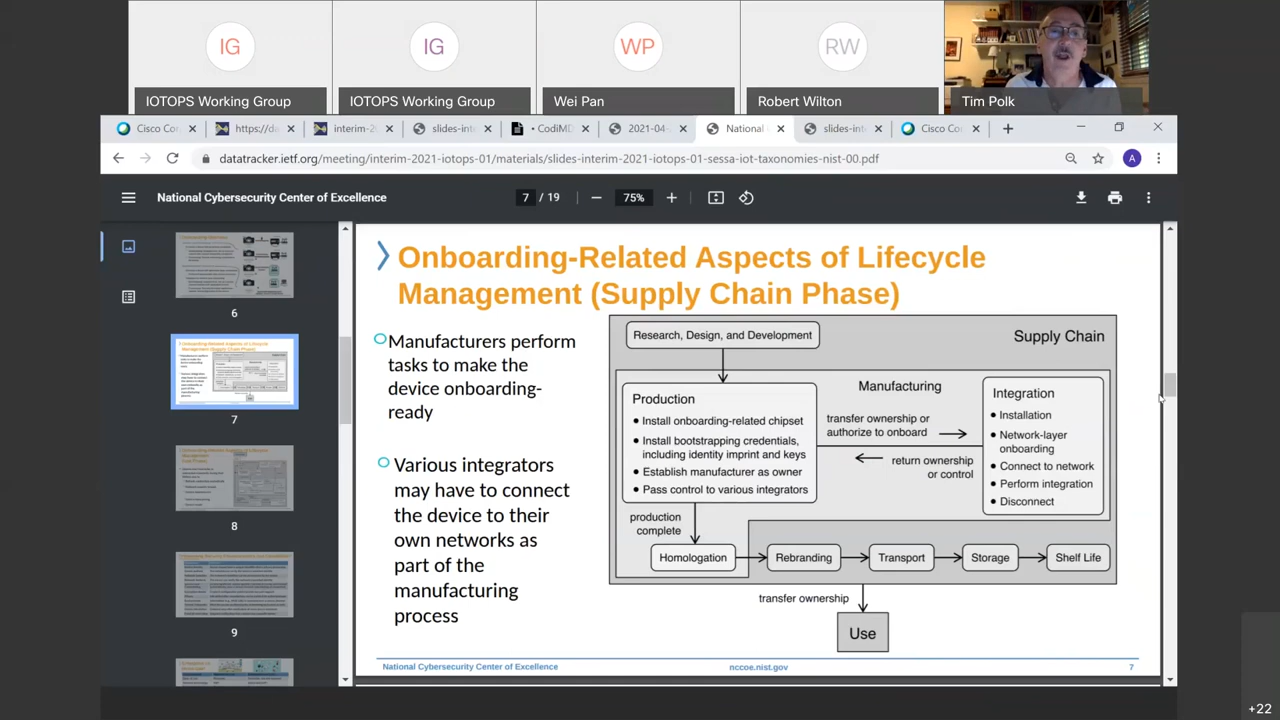 IG
IG
WP
RW
IOTOPS Working Group
IOTOPS Working Group
Wei Pan
Robert Wilton
Tim Polk
Cisco Co
https://d
interim-2
slides-int
CodiMD
2021-04-
National
slides-int
Cisco Co
datatracker.ietf.org/meeting/interim-2021-iotops-01/materials/slides-interim-2021-iotops-01-sessa-iot-taxonomies-nist-00.pdf
A
National Cybersecurity Center of Excellence
7 / 19
75%
6
7
8
9
Onboarding-Related Aspects of Lifecycle
Management (Supply Chain Phase)
Manufacturers perform
tasks to make the
device onboarding-
ready
Various integrators
may have to connect
the device to their
own networks as
part of the
manufacturing
process
Research, Design, and Development
Supply Chain
Manufacturing
Production
• Install onboarding-related chipset
• Install bootstrapping credentials,
including identity imprint and keys
• Establish manufacturer as owner
• Pass control to various integrators
transfer ownership or
authorize to onboard
return ownership
or control
Integration
• Installation
• Network-layer
onboarding
• Connect to network
• Perform integration
• Disconnect
production
complete
Homologation
Rebranding
Transport
Storage
Shelf Life
transfer ownership
Use
National Cybersecurity Center of Excellence
nccoe.nist.gov
7
+22